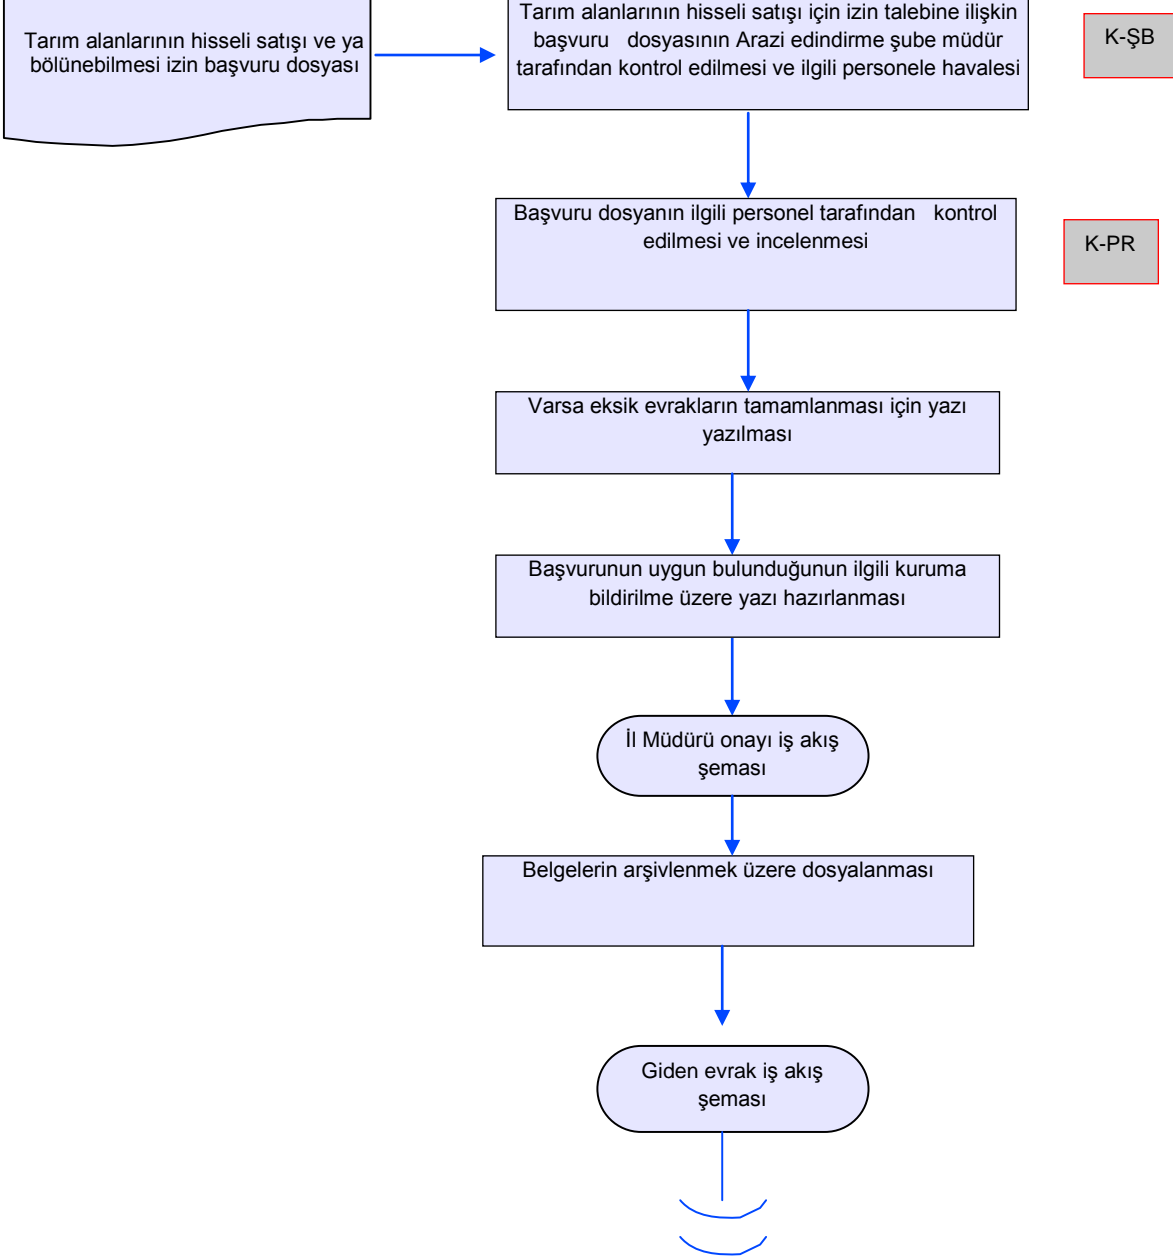 Tarım alanlarının hisseli satışı ve ya
bölünebilmesi izin başvuru dosyası
Tarım alanlarının hisseli satışı için izin talebine ilişkin
başvuru dosyasının Arazi edindirme şube müdür
tarafından kontrol edilmesi ve ilgili personele havalesi
K-ŞB
Başvuru dosyanın ilgili personel tarafından kontrol
edilmesi ve incelenmesi
K-PR
Varsa eksik evrakların tamamlanması için yazı
yazılması
Başvurunun uygun bulunduğunun ilgili kuruma
bildirilme üzere yazı hazırlanması
İl Müdürü onayı iş akış
şeması
Belgelerin arşivlenmek üzere dosyalanması
Giden evrak iş akış
şeması